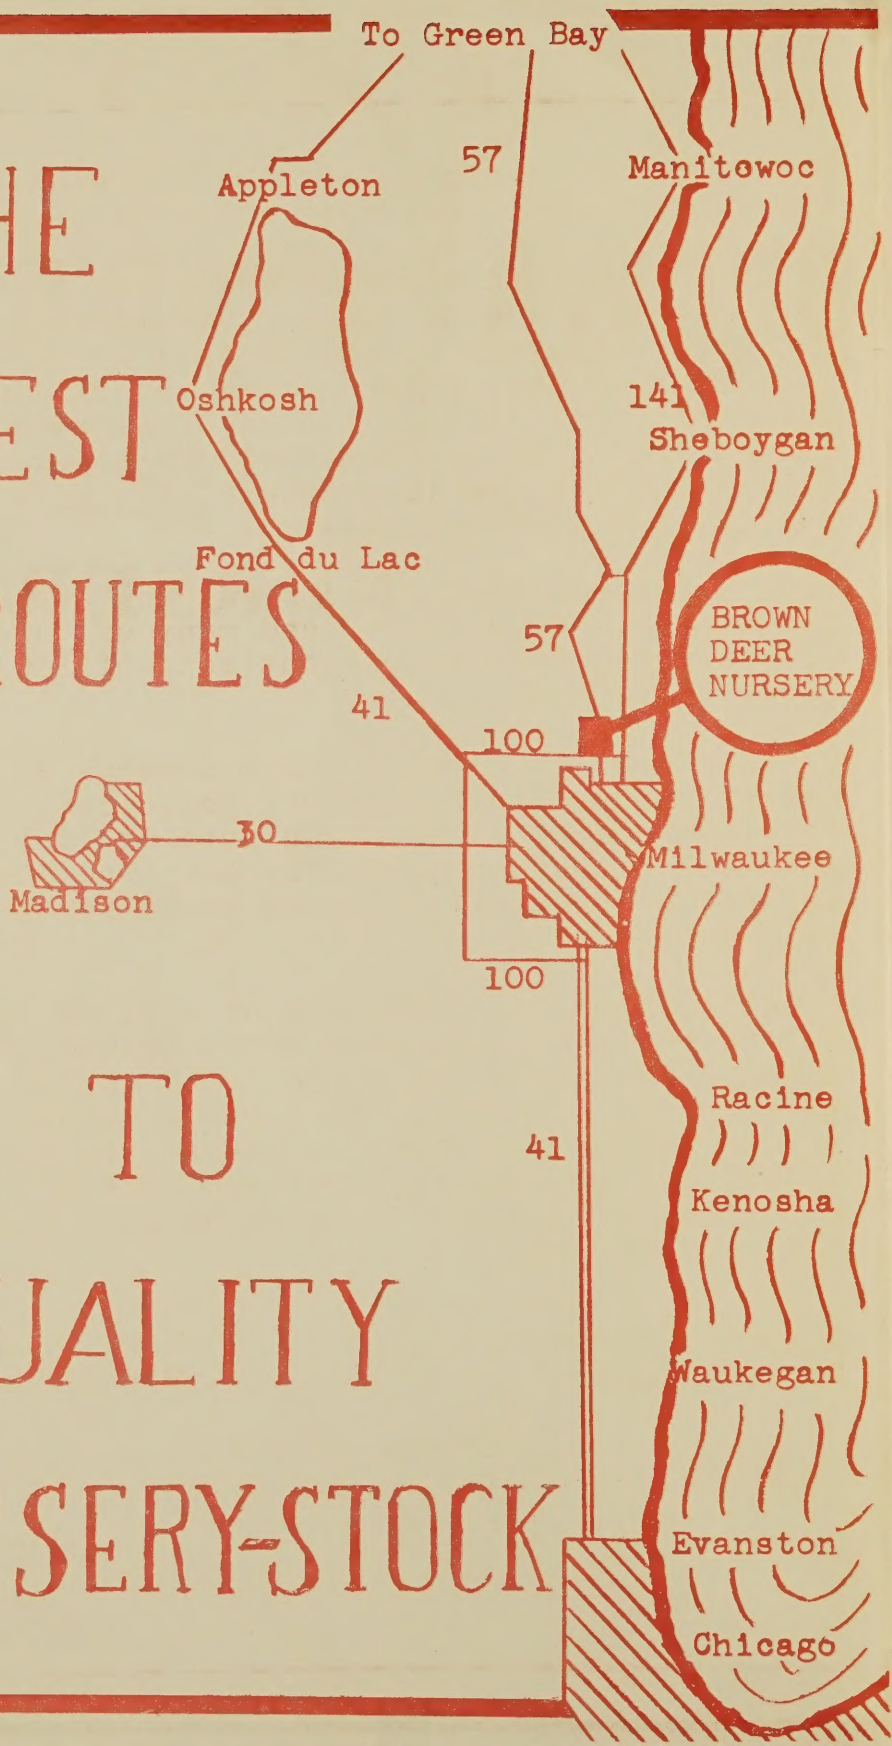 To Green Bay
57
Manitowoc
Appleton
HE
EST
Oshkosh
141
Sheboygan
Fond du Lac
OUTES
57
BROWN
DEER
NURSERY
41
100
30
Milwaukee
Madison
100
TO
Racine
41
Kenosha
UALITY
Waukegan
SERY-STOCK
Evanston
Chicago